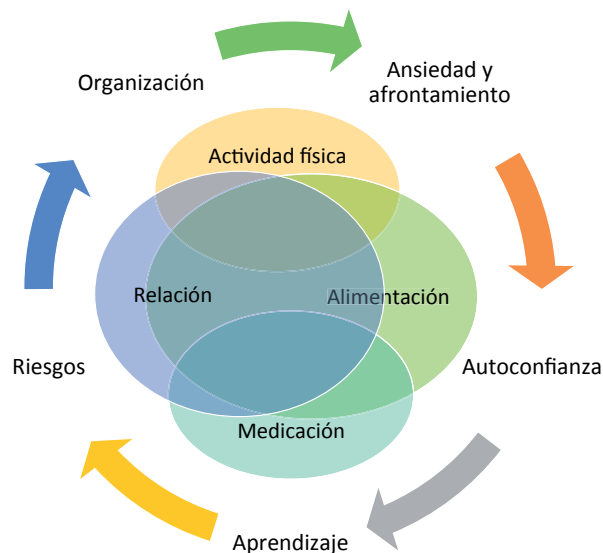 Organización
Ansiedad y
afrontamiento
Actividad física
Relación
Alimentación
Riesgos
Autoconfianza
Medicación
Aprendizaje